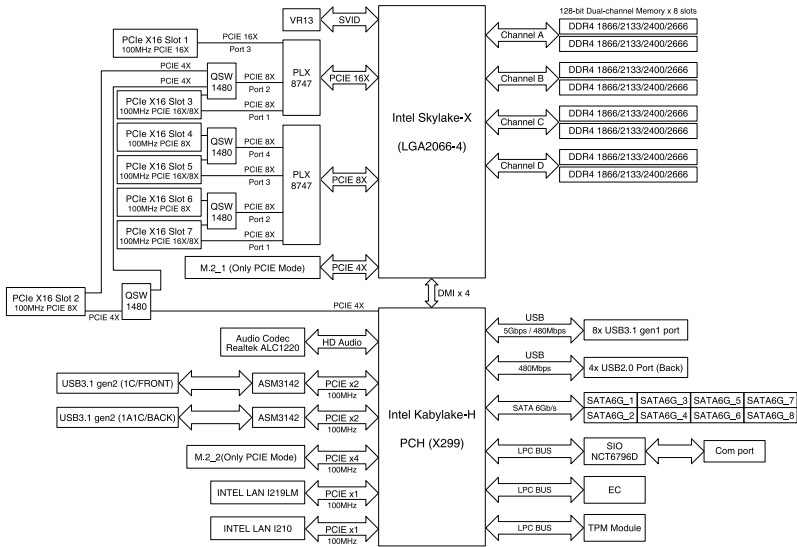 128-bit Dual-channel Memory x 8 slots
VR13
SVID
DDR4 1866/2133/2400/2666
DDR4 1866/2133/2400/2666
Channel A
PCIe X16 Slot 1
100MHz PCIE 16X
PCIE 16X
Port 3
PCIE 4X
PCIE 4X
QSW
1480
PCIE 8X
Port 2
PLX
8747
PCIE 16X
PCIe X16 Slot 3
100MHz PCIE 16X/8X
PCIE 8X
Port 1
Channel B
DDR4 1866/2133/2400/2666
DDR4 1866/2133/2400/2666
Intel Skylake-X
(LGA2066-4)
Channel C
DDR4 1866/2133/2400/2666
DDR4 1866/2133/2400/2666
PCIe X16 Slot 4
100MHz PCIE 8X
QSW
1480
PCIE 8X
Port 4
PCIe X16 Slot 5
100MHz PCIE 16X/8X
PCIE 8X
Port 3
PLX
8747
PCIE 8X
Channel D
DDR4 1866/2133/2400/2666
DDR4 1866/2133/2400/2666
PCIe X16 Slot 6
100MHz PCIE 8X
QSW
1480
PCIE 8X
Port 2
PCIe X16 Slot 7
100MHz PCIE 16X/8X
PCIE 8X
Port 1
M.2_1 (Only PCIE Mode)
PCIE 4X
DMI x 4
PCIe X16 Slot 2
100MHz PCIE 8X
PCIE 4X
QSW
1480
PCIE 4X
Audio Codec
Realtek ALC1220
HD Audio
USB
5Gbps / 480Mbps
8x USB3.1 gen1 port
USB
480Mbps
4x USB2.0 Port (Back)
USB3.1 gen2 (1C/FRONT)
ASM3142
PCIE x2
100MHz
USB3.1 gen2 (1A1C/BACK)
ASM3142
PCIE x2
100MHz
Intel Kabylake-H
PCH (X299)
SATA 6Gb/s
SATA6G_1 SATA6G_3 SATA6G_5 SATA6G_7
SATA6G_2 SATA6G_4 SATA6G_6 SATA6G_8
M.2_2(Only PCIE Mode)
PCIE x4
100MHz
LPC BUS
SIO
NCT6796D
Com port
INTEL LAN I219LM
PCIE x1
100MHz
LPC BUS
EC
INTEL LAN I210
PCIE x1
100MHz
LPC BUS
TPM Module